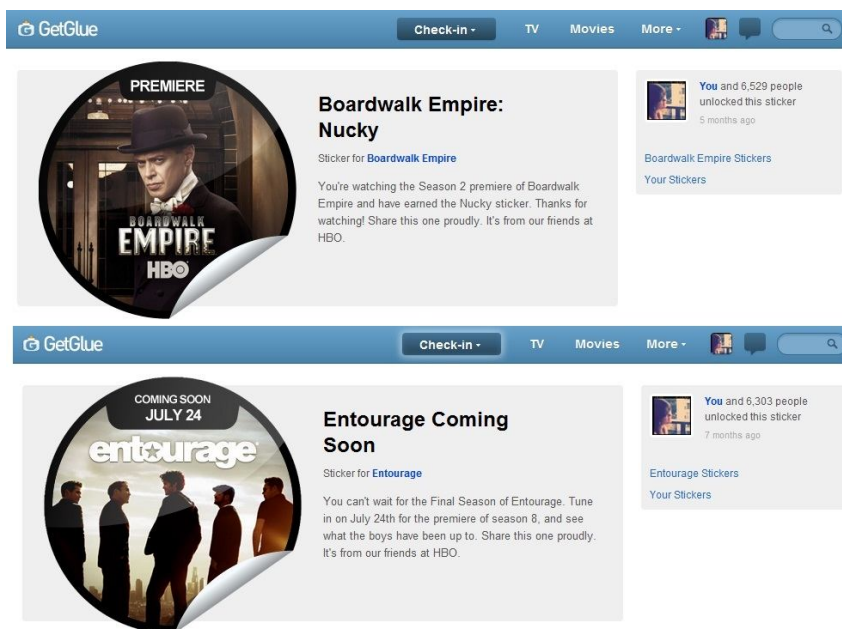 GetGlue
Check-in
TV
Movies
More
PREMIERE
BOARDWALK
EMPIRE
HBO
Boardwalk Empire:
Nucky
Sticker for Boardwalk Empire
You're watching the Season 2 premiere of Boardwalk
Empire and have earned the Nucky sticker. Thanks for
watching! Share this one proudly. It's from our friends at
HBO.
You and 6,529 people
unlocked this sticker
5 months ago
Boardwalk Empire Stickers
Your Stickers
GetGlue
Check-in
TV
Movies
More
COMING SOON
JULY 24
entourage
Entourage Coming
Soon
Sticker for Entourage
You can't wait for the Final Season of Entourage. Tune
in on July 24th for the premiere of season 8, and see
what the boys have been up to. Share this one proudly.
It's from our friends at HBO.
You and 6,303 people
unlocked this sticker
7 months ago
Entourage Stickers
Your Stickers